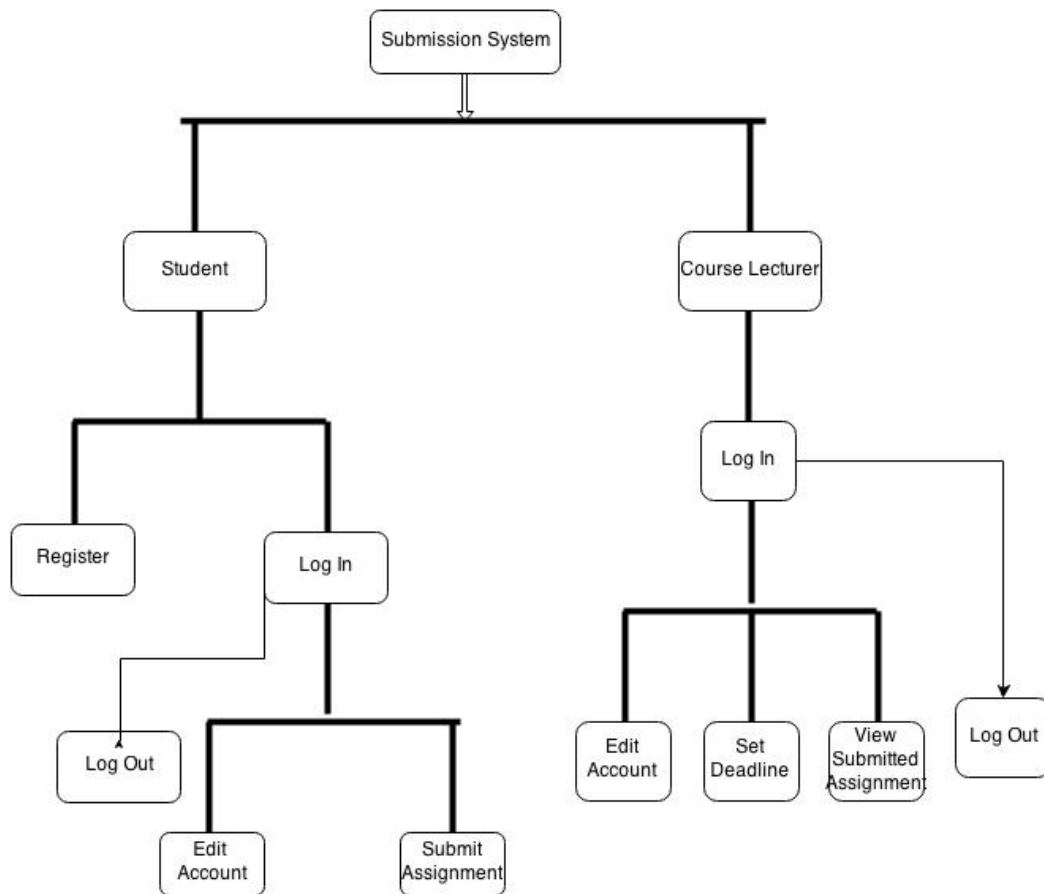 Submission System
Student
Course Lecturer
Log In
Register
Log In
Log Out
Edit
Account
Set
Deadline
View
Submitted
Assignment
Log Out
Edit
Account
Submit
Assignment